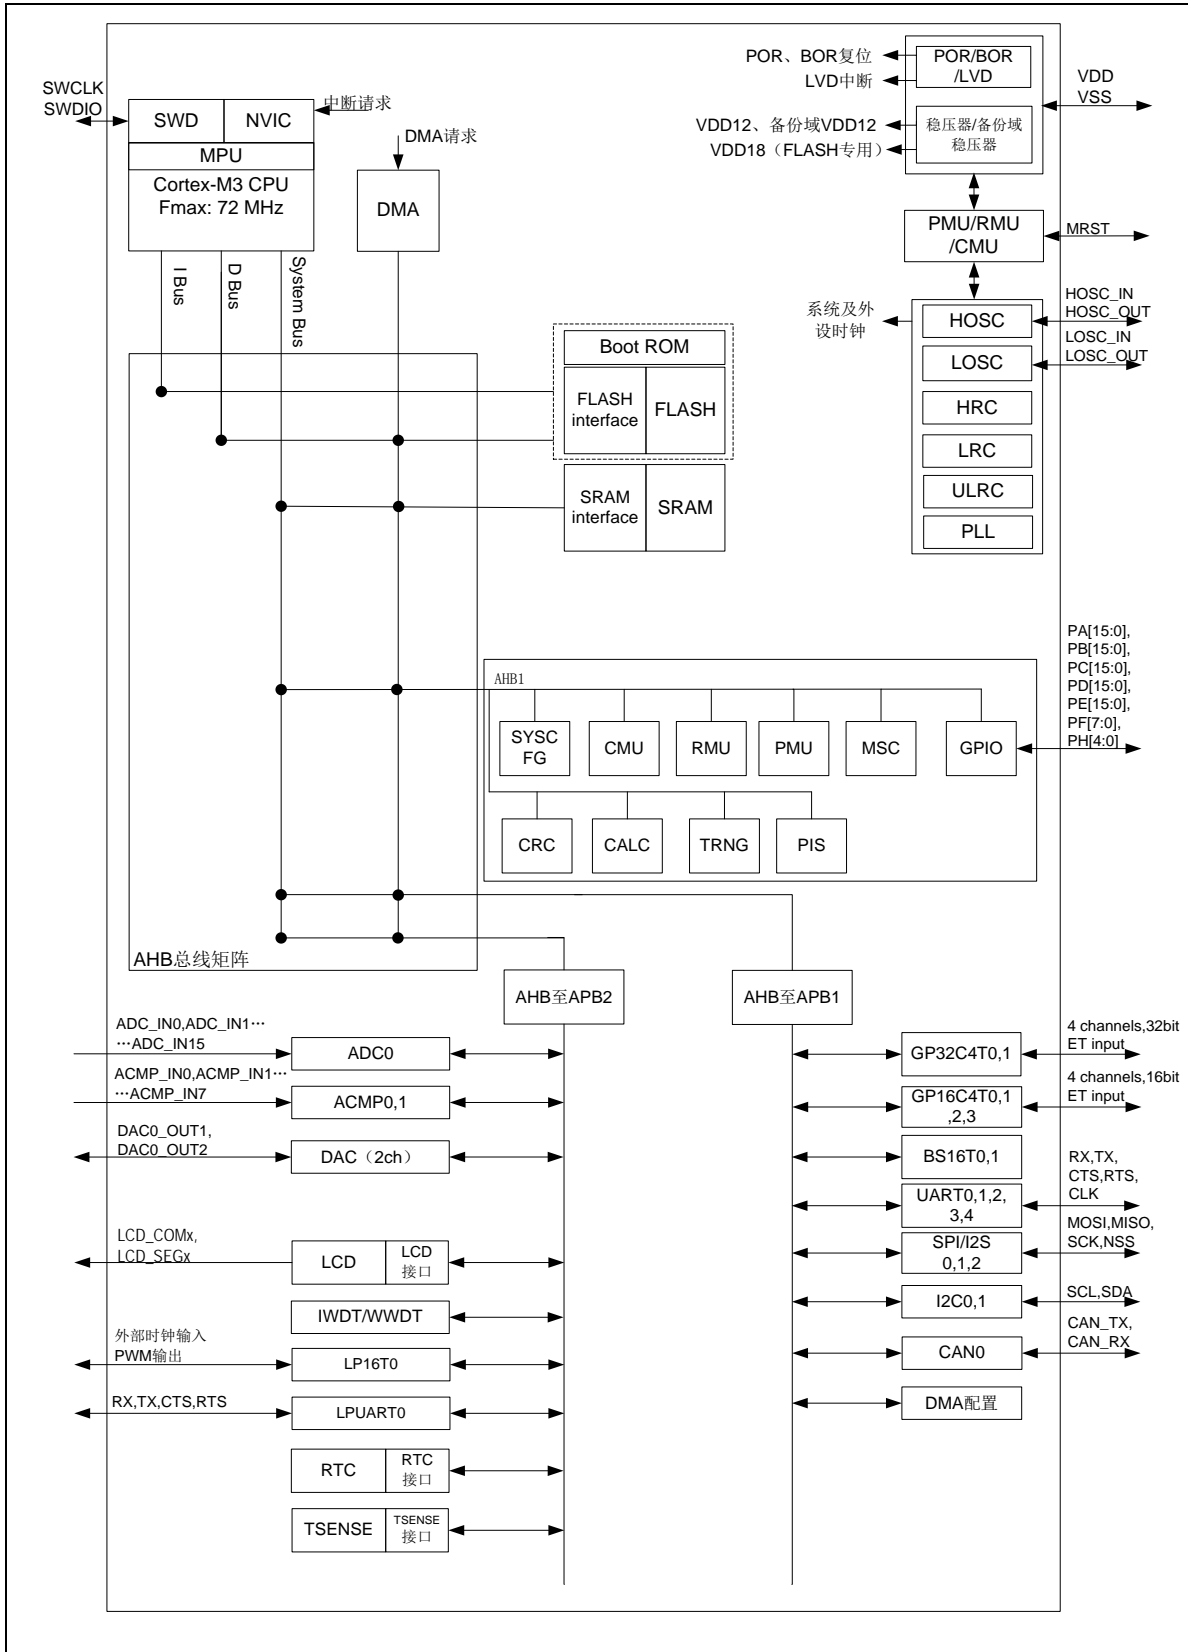 SWCLK
SWDIO
SWD
NVIC
中断请求
MPU
Cortex-M3 CPU
Fmax: 72 MHz
DMA请求
DMA
I Bus
D Bus
System Bus
POR、BOR复位
LVD中断
POR/BOR
/LVD
VDD
VSS
VDD12、备份域VDD12
VDD18（FLASH专用）
稳压器/备份域
稳压器
PMU/RMU
/CMU
MRST
系统及外
设时钟
HOSC
HOSC_IN
HOSC_OUT
LOSC
LOSC_IN
LOSC_OUT
HRC
LRC
ULRC
PLL
Boot ROM
FLASH
interface
FLASH
SRAM
interface
SRAM
AHB1
SYSC
FG
CMU
RMU
PMU
MSC
GPIO
PA[15:0],
PB[15:0],
PC[15:0],
PD[15:0],
PE[15:0],
PF[7:0],
PH[4:0]
CRC
CALC
TRNG
PIS
AHB总线矩阵
AHB至APB2
AHB至APB1
ADC_IN0,ADC_IN1…
…ADC_IN15
ADC0
ACMP_IN0,ACMP_IN1…
…ACMP_IN7
ACMP0,1
DAC0_OUT1,
DAC0_OUT2
DAC（2ch）
LCD_COMx,
LCD_SEGx
LCD
LCD
接口
IWDT/WWDT
外部时钟输入
PWM输出
LP16T0
RX,TX,CTS,RTS
LPUART0
RTC
RTC
接口
TSENSE
TSENSE
接口
GP32C4T0,1
4 channels,32bit
ET input
GP16C4T0,1
,2,3
4 channels,16bit
ET input
BS16T0,1
UART0,1,2,
3,4
RX,TX,
CTS,RTS,
CLK
SPI/I2S
0,1,2
MOSI,MISO,
SCK,NSS
I2C0,1
SCL,SDA
CAN0
CAN_TX,
CAN_RX
DMA配置